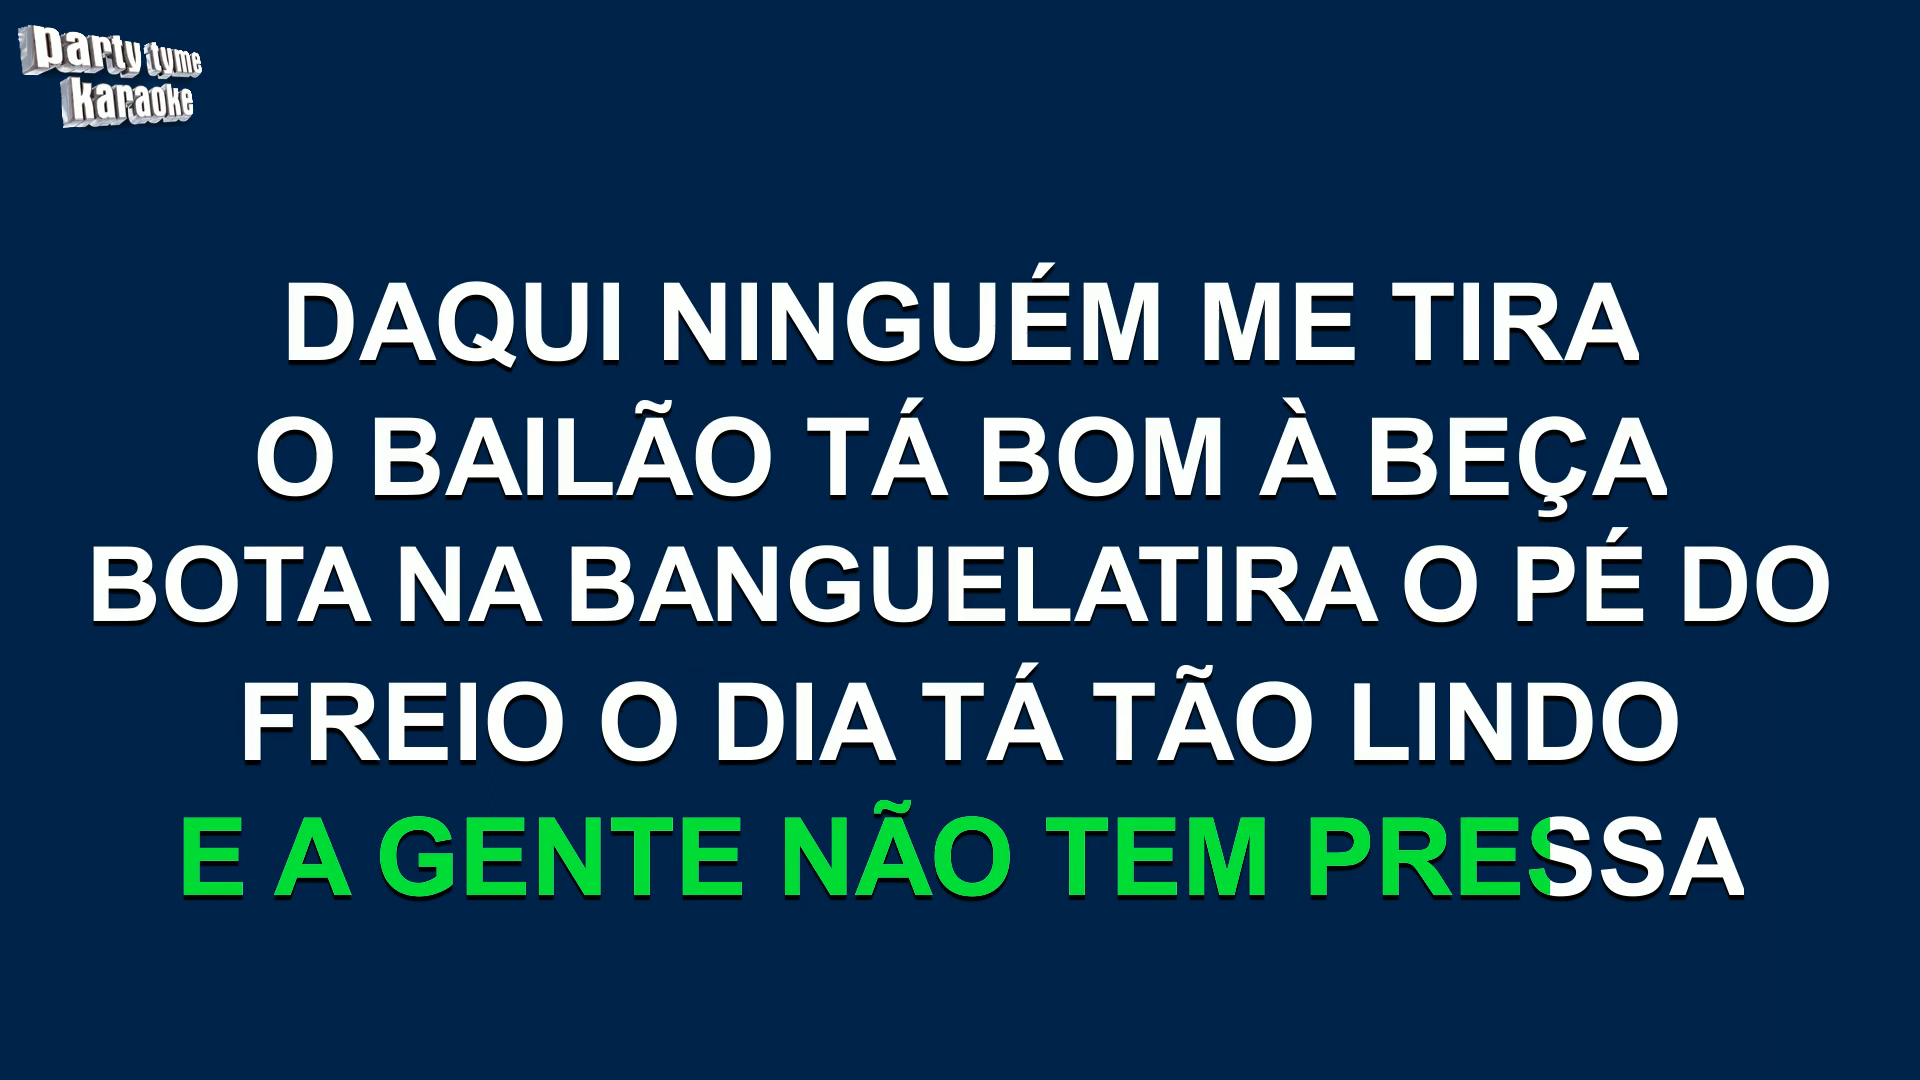 party tyme
karaoke
DAQUI NINGUÉM ME TIRA
O BAILÃO TÁ BOM À BEÇA
BOTA NA BANGUELATIRA O PÉ DO
FREIO O DIA TÁ TÃO LINDO
E A GENTE NÃO TEM PRESSA